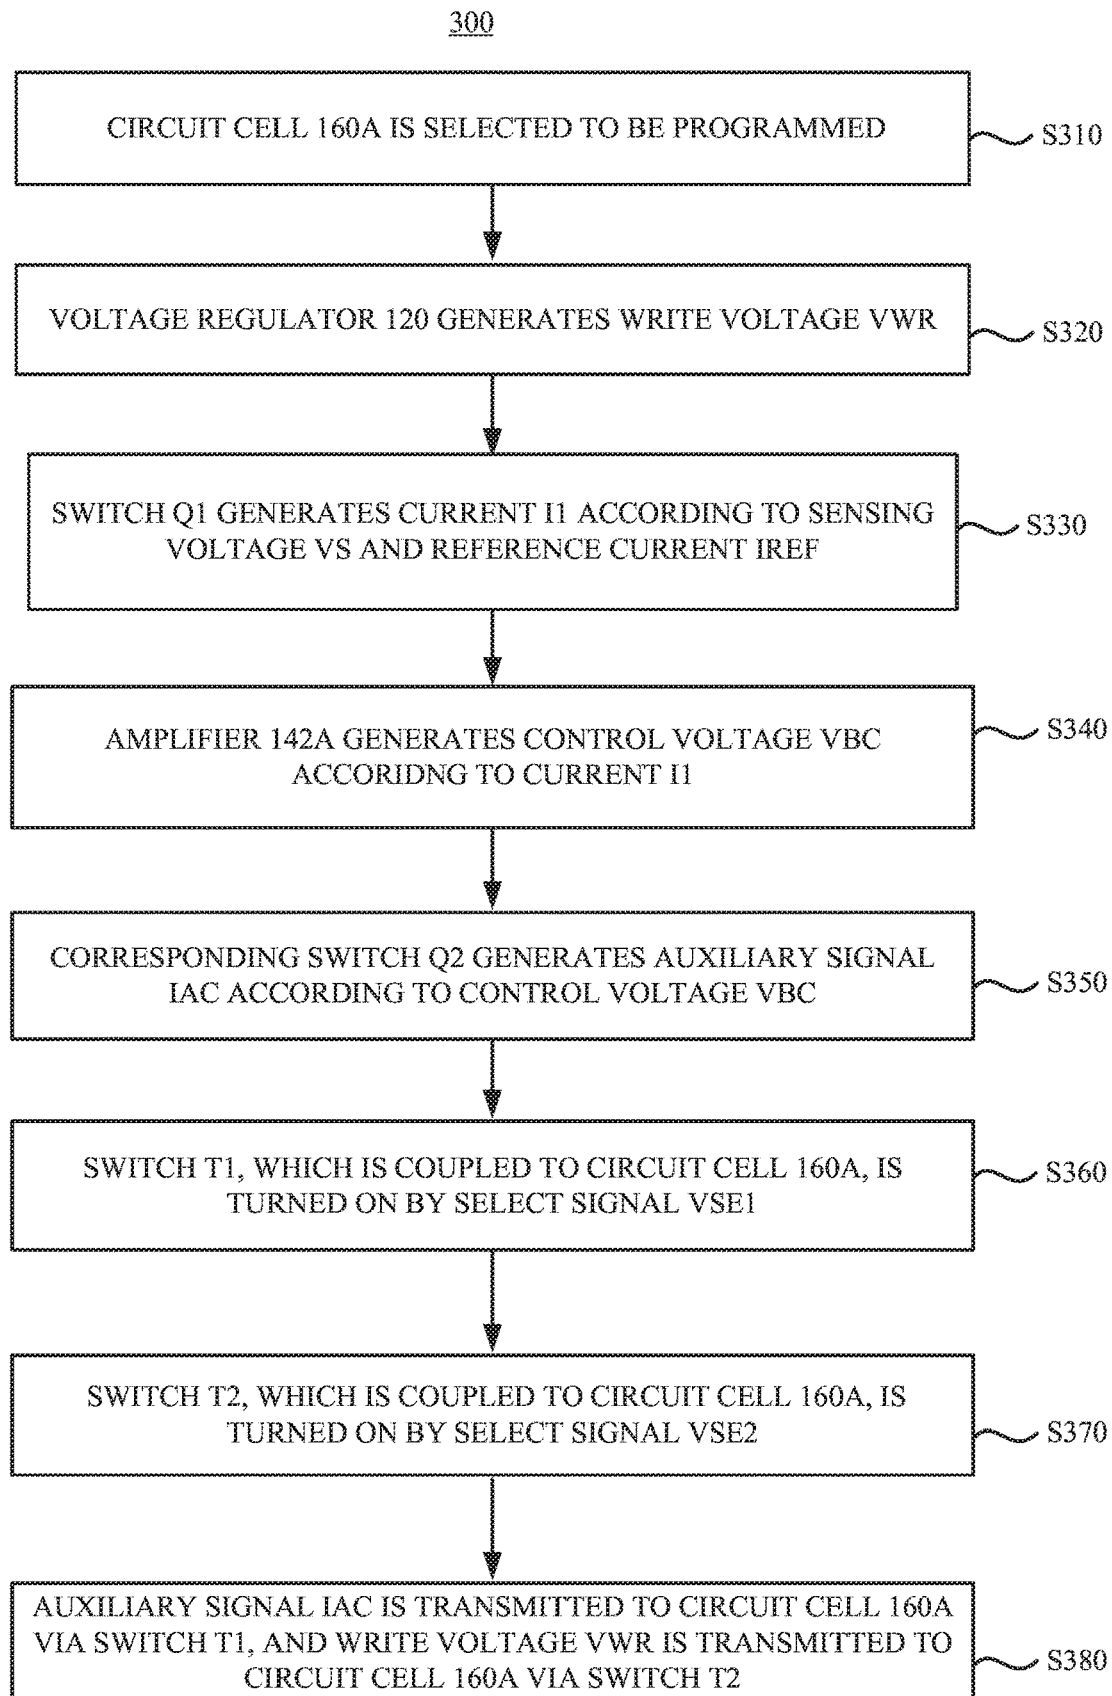 300
CIRCUIT CELL 160A IS SELECTED TO BE PROGRAMMED
S310
VOLTAGE REGULATOR 120 GENERATES WRITE VOLTAGE VWR
S320
SWITCH Q1 GENERATES CURRENT I1 ACCORDING TO SENSING
VOLTAGE VS AND REFERENCE CURRENT IREF
S330
AMPLIFIER 142A GENERATES CONTROL VOLTAGE VBC
ACCORIDNG TO CURRENT I1
S340
CORRESPONDING SWITCH Q2 GENERATES AUXILIARY SIGNAL
IAC ACCORDING TO CONTROL VOLTAGE VBC
S350
SWITCH T1, WHICH IS COUPLED TO CIRCUIT CELL 160A, IS
TURNED ON BY SELECT SIGNAL VSE1
S360
SWITCH T2, WHICH IS COUPLED TO CIRCUIT CELL 160A, IS
TURNED ON BY SELECT SIGNAL VSE2
S370
AUXILIARY SIGNAL IAC IS TRANSMITTED TO CIRCUIT CELL 160A
VIA SWITCH T1, AND WRITE VOLTAGE VWR IS TRANSMITTED TO
CIRCUIT CELL 160A VIA SWITCH T2
S380